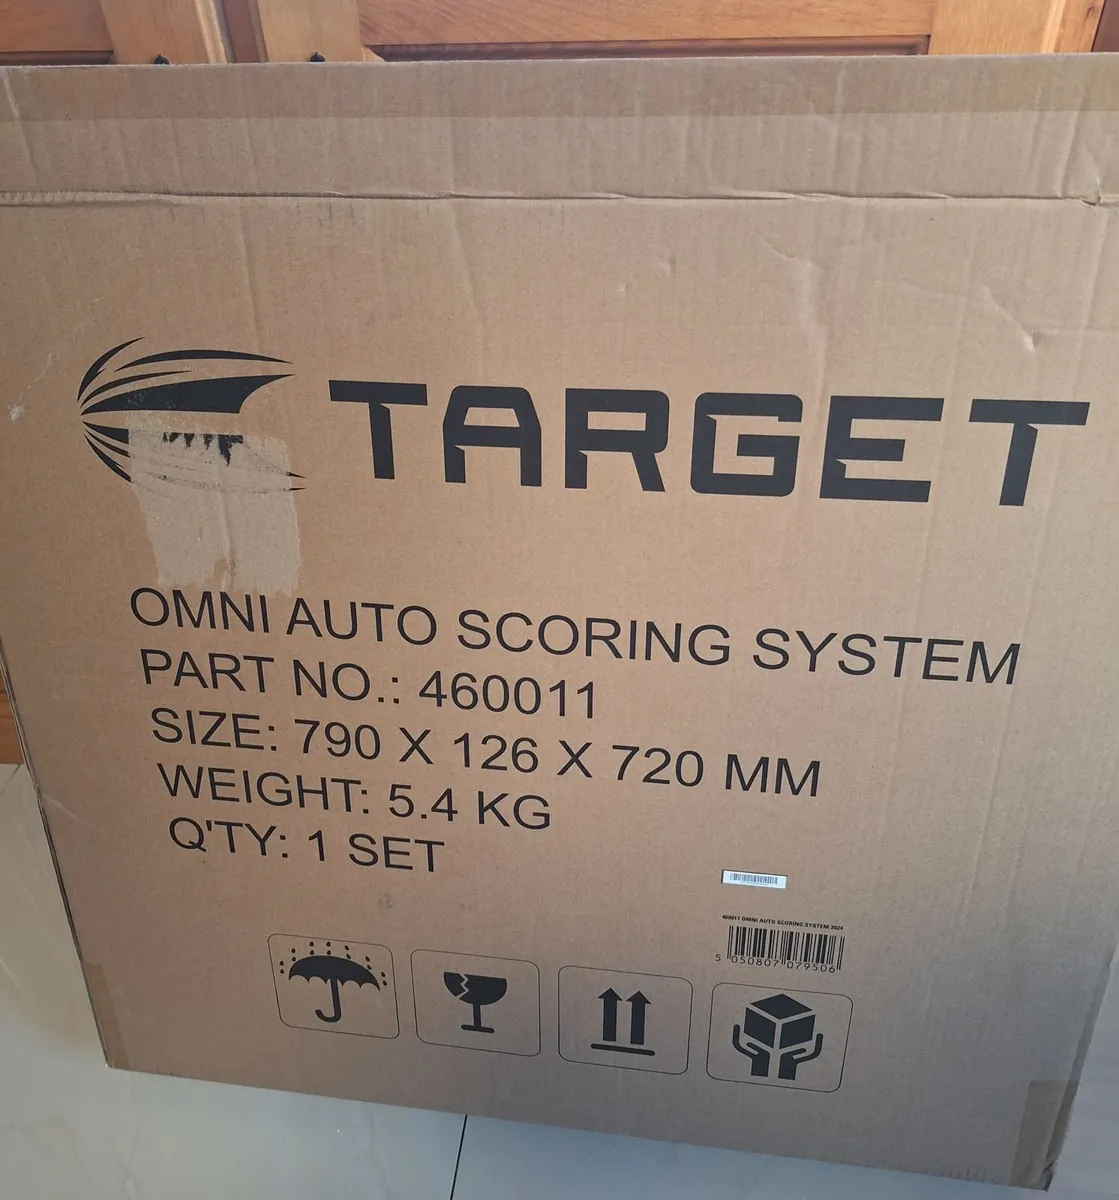 TARGET
OMNI AUTO SCORING SYSTEM
PART NO.: 460011
SIZE: 790 X 126 X 720 MM
WEIGHT: 5.4 KG
Q'TY: 1 SET
460011 OMNI AUTO SCORING SYSTEM 2024
5 050807 079506